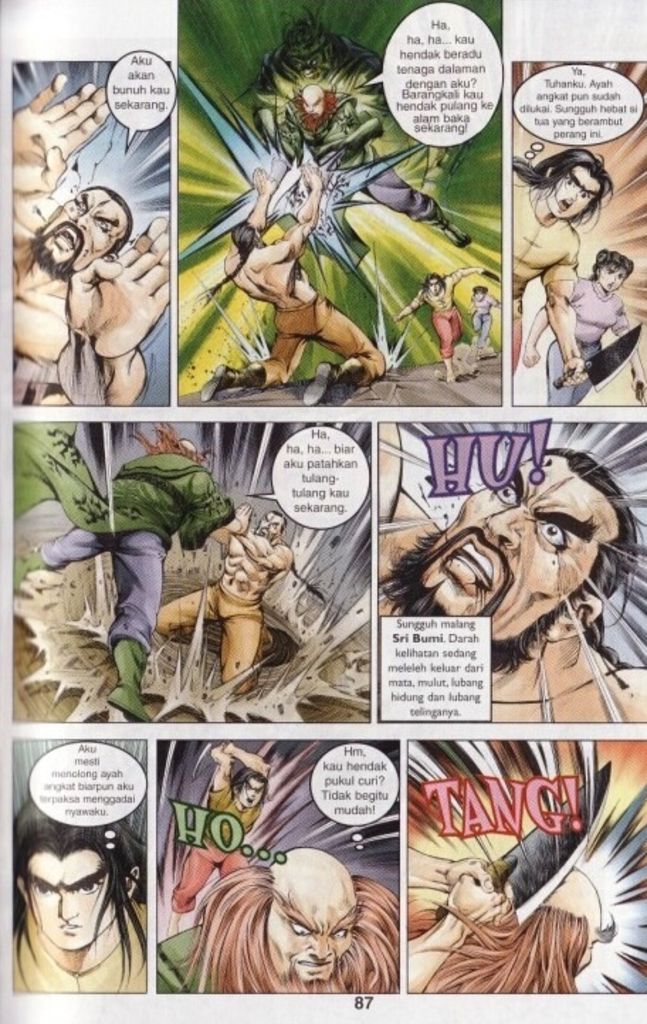 Aku
akan
bunuh kau
sekarang.
Ha,
ha, ha... kau
hendak beradu
tenaga dalaman
dengan aku?
Barangkali kau
hendak pulang ke
alam baka
sekarang!
Ya,
Tuhanku. Ayah
angkat pun sudah
dilukai. Sungguh hebat si
tua yang berambut
perang ini.
Ha,
ha, ha... biar
aku patahkan
tulang-
tulang kau
sekarang.
HU!
Sungguh malang
Sri Bumi. Darah
kelihatan sedang
meleleh keluar dari
mata, mulut, lubang
hidung dan lubang
telinganya.
Aku
mesti
menolong ayah
angkat biarpun aku
terpaksa menggadai
nyawaku.
HO...
Hm,
kau hendak
pukul curi?
Tidak begitu
mudah!
TANG!
87